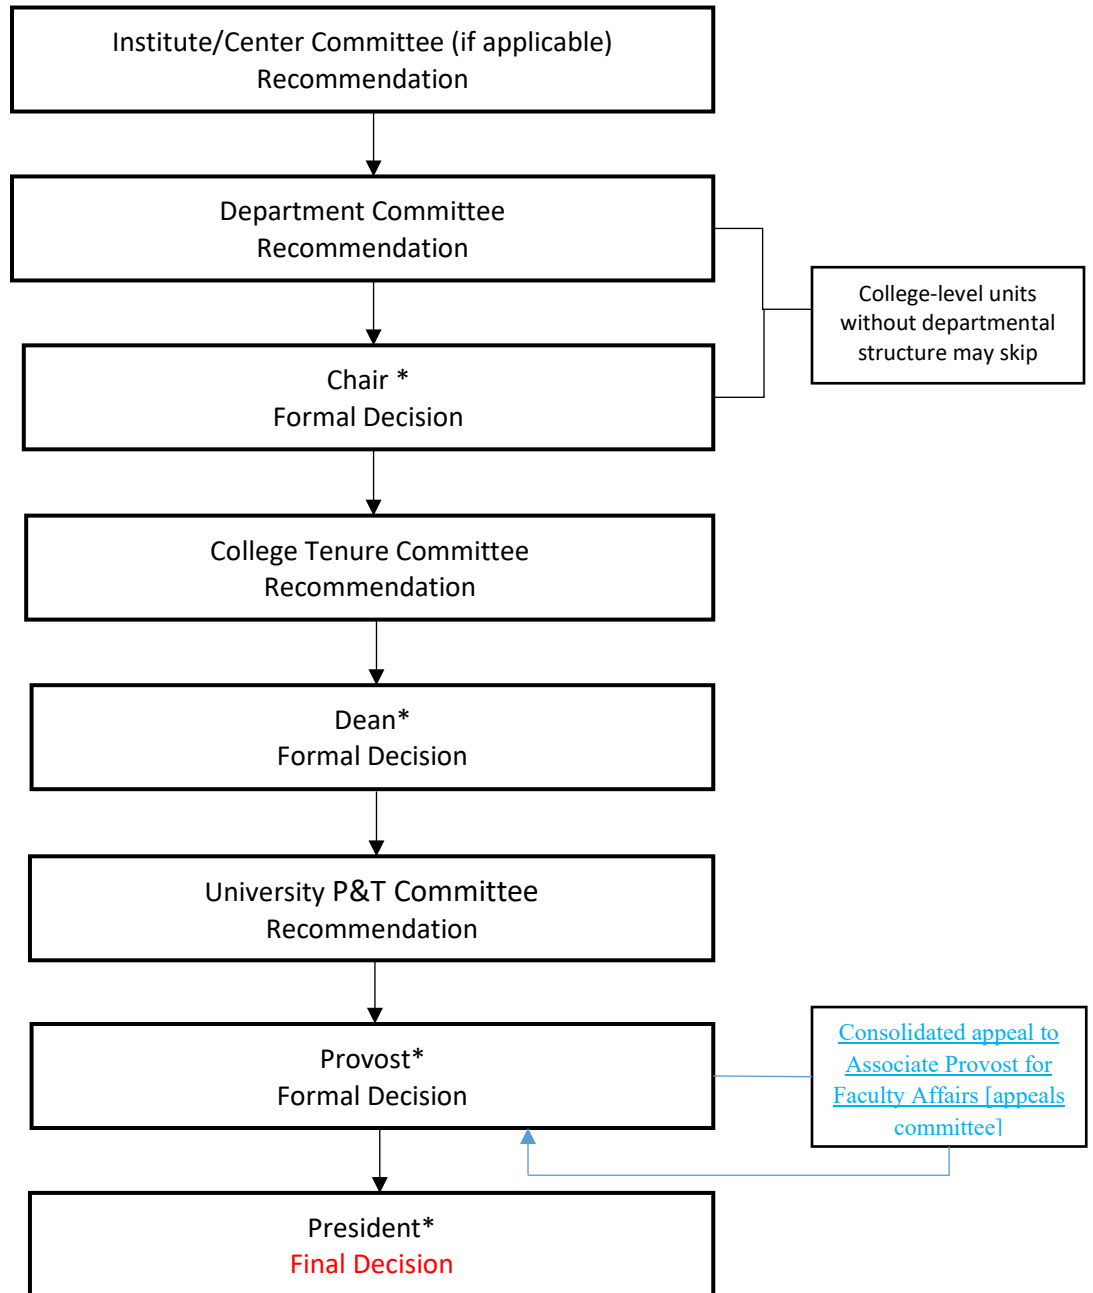 Institute/Center Committee (if applicable)
Recommendation
Department Committee
Recommendation
College-level units
without departmental
structure may skip
Chair *
Formal Decision
College Tenure Committee
Recommendation
Dean*
Formal Decision
University P&T Committee
Recommendation
Provost*
Formal Decision
Consolidated appeal to
Associate Provost for
Faculty Affairs [appeals
committee]
President*
Final Decision